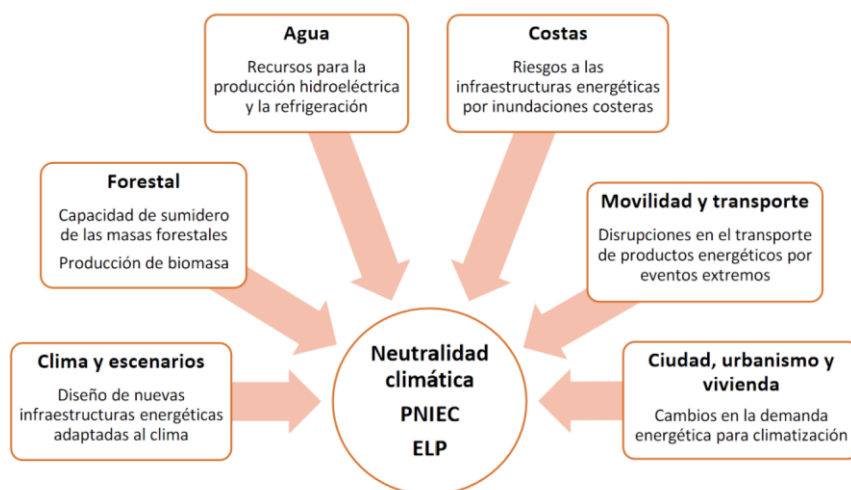 Agua
Recursos para la
producción hidroeléctrica
y la refrigeración
Costas
Riesgos a las
infraestructuras energéticas
por inundaciones costeras
Forestal
Capacidad de sumidero
de las masas forestales
Producción de biomasa
Movilidad y transporte
Disrupciones en el transporte
de productos energéticos por
eventos extremos
Clima y escenarios
Diseño de nuevas
infraestructuras energéticas
adaptadas al clima
Neutralidad
climática
PNIEC
ELP
Ciudad, urbanismo y
vivienda
Cambios en la demanda
energética para climatización